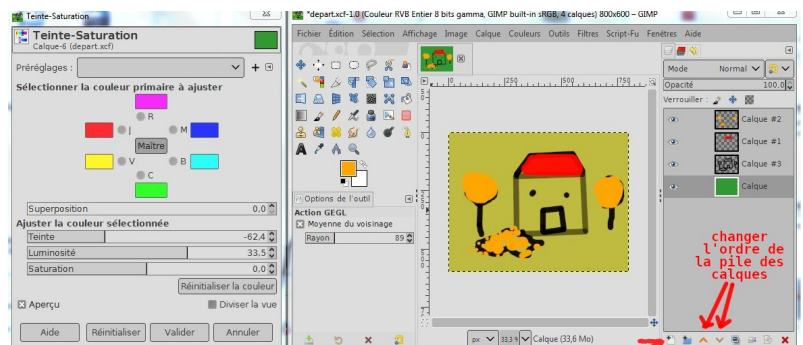 Teinte-Saturation
Teinte-Saturation
Calque-6 (depart.xcf)
Préréglages :
Sélectionner la couleur primaire à ajuster
R
J
M
Maître
V
B
C
Superposition 0,0
Ajuster la couleur sélectionnée
Teinte -62,4
Luminosité 33,5
Saturation 0,0
Réinitialiser la couleur
Aperçu
Diviser la vue
Aide
Réinitialiser
Valider
Annuler
*depart.xcf-1.0 (Couleur RVB Entier 8 bits gamma, GIMP built-in sRGB, 4 calques) 800x600 – GIMP
Fichier Édition Sélection Affichage Image Calque Couleurs Outils Filtres Script-Fu Fenêtres Aide
Options de l'outil
Action GEGL
Moyenne du voisinage
Rayon 89
0 250 500 750
px 33,3 % Calque (33,6 Mo)
Mode Normal
Opacité 100,0
Verrouiller :
Calque #2
Calque #1
Calque #3
Calque
changer
l'ordre de
la pile des
calques